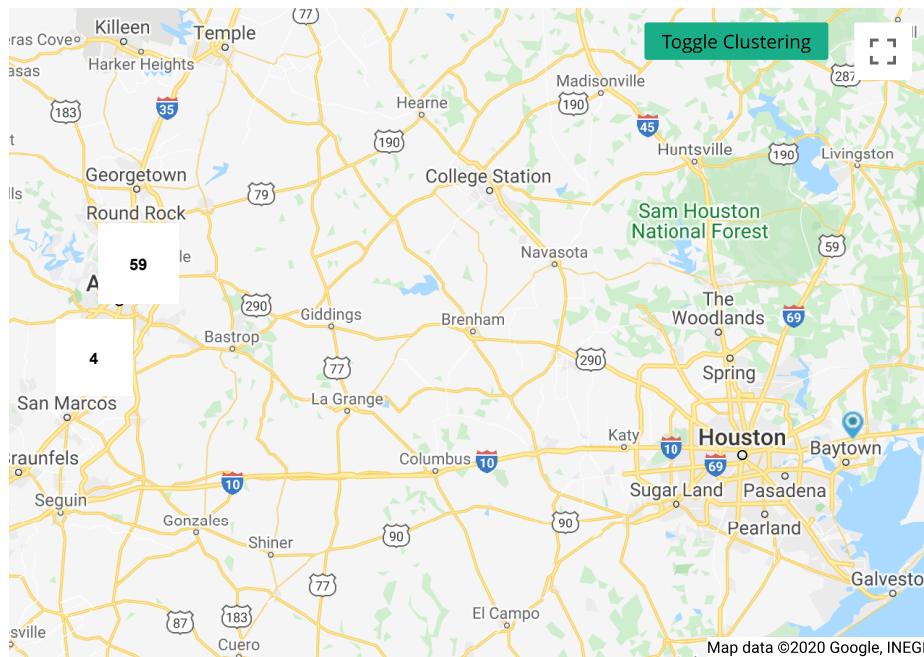 77
Killeen
Temple
eras Cove
Harker Heights
asas
Toggle Clustering
287
Madisonville
183
35
Hearne
190
45
190
Huntsville
190
Livingston
Georgetown
College Station
79
lls
Round Rock
Sam Houston
National Forest
59
Navasota
59
le
A
290
Giddings
Brenham
The
Woodlands
69
Bastrop
4
77
290
Spring
La Grange
San Marcos
Katy
10
Houston
Baytown
Braunfels
Columbus
10
69
10
Seguin
Sugar Land
Pasadena
Gonzales
90
90
Pearland
Shiner
77
Galvesto
87
183
El Campo
sville
Cuero
Map data ©2020 Google, INEG